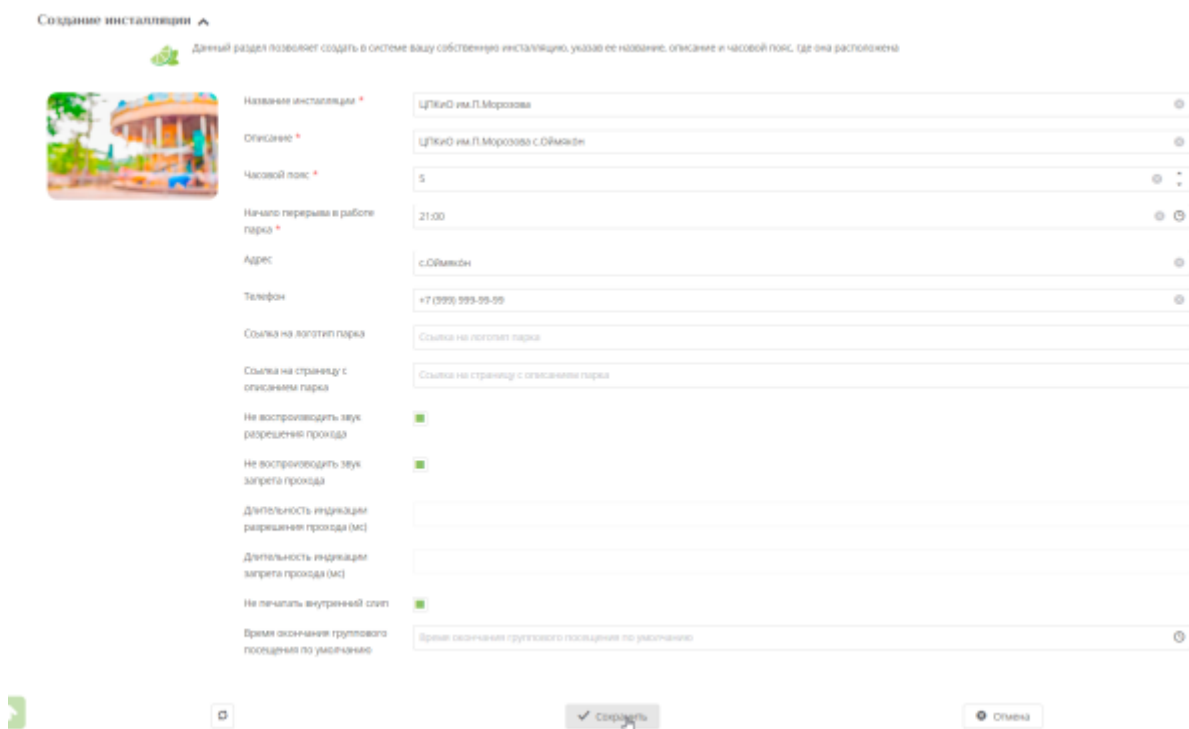 Создание инсталляции
Данный раздел позволяет создать в системе вашу собственную инсталляцию, указав ее название, описание и часовой пояс, где она расположена
Название инсталляции * ЦПКиО им.П.Морозова
Описание * ЦПКиО им.П.Морозова с.Оймякон
Часовой пояс * 5
Начало перерыва в работе
парка * 21:00
Адрес с.Оймякон
Телефон +7 (999) 999-99-99
Ссылка на логотип парка Ссылка на логотип парка
Ссылка на страницу с
описанием парка Ссылка на страницу с описанием парка
Не воспроизводить звук
разрешения прохода
Не воспроизводить звук
запрета прохода
Длительность индикации
разрешения прохода (мс)
Длительность индикации
запрета прохода (мс)
Не печатать внутренний слип
Время окончания группового
посещения по умолчанию Время окончания группового посещения по умолчанию
Сохранить Отмена